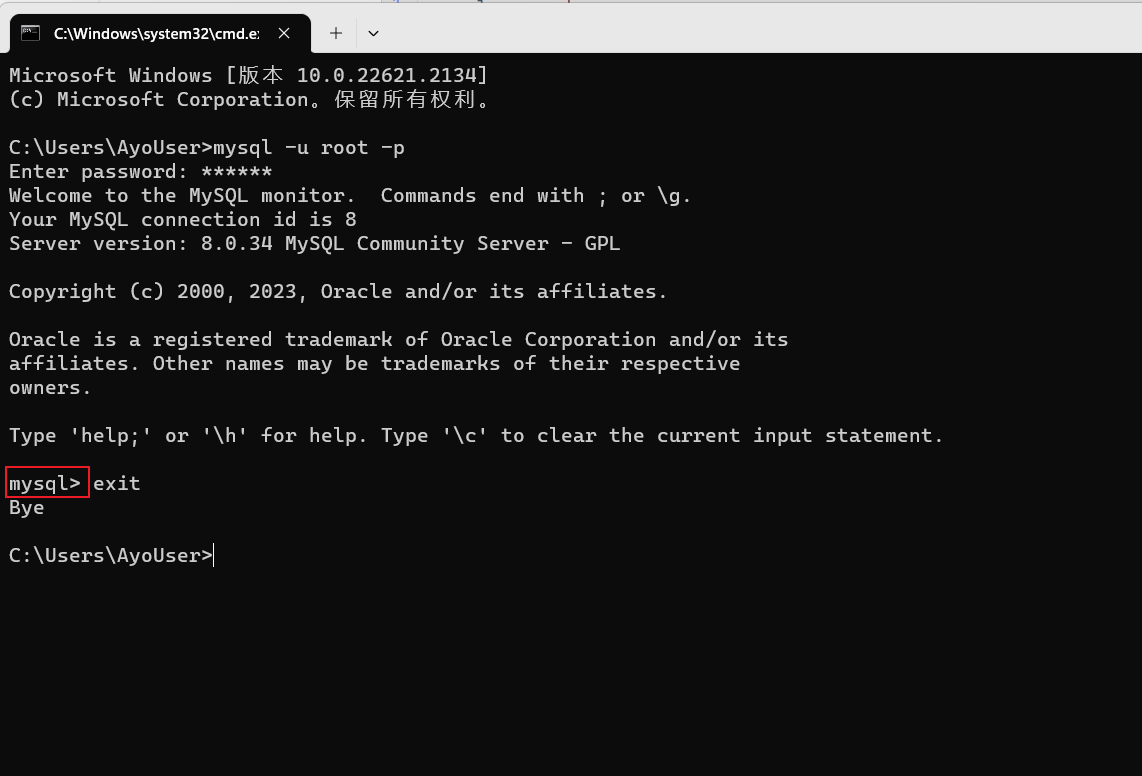 C:\Windows\system32\cmd.e:
Microsoft Windows [版本 10.0.22621.2134]
(c) Microsoft Corporation。保留所有权利。
C:\Users\AyoUser>mysql -u root -p
Enter password: ******
Welcome to the MySQL monitor.  Commands end with ; or \g.
Your MySQL connection id is 8
Server version: 8.0.34 MySQL Community Server - GPL
Copyright (c) 2000, 2023, Oracle and/or its affiliates.
Oracle is a registered trademark of Oracle Corporation and/or its
affiliates. Other names may be trademarks of their respective
owners.
Type 'help;' or '\h' for help. Type '\c' to clear the current input statement.
mysql> exit
Bye
C:\Users\AyoUser>